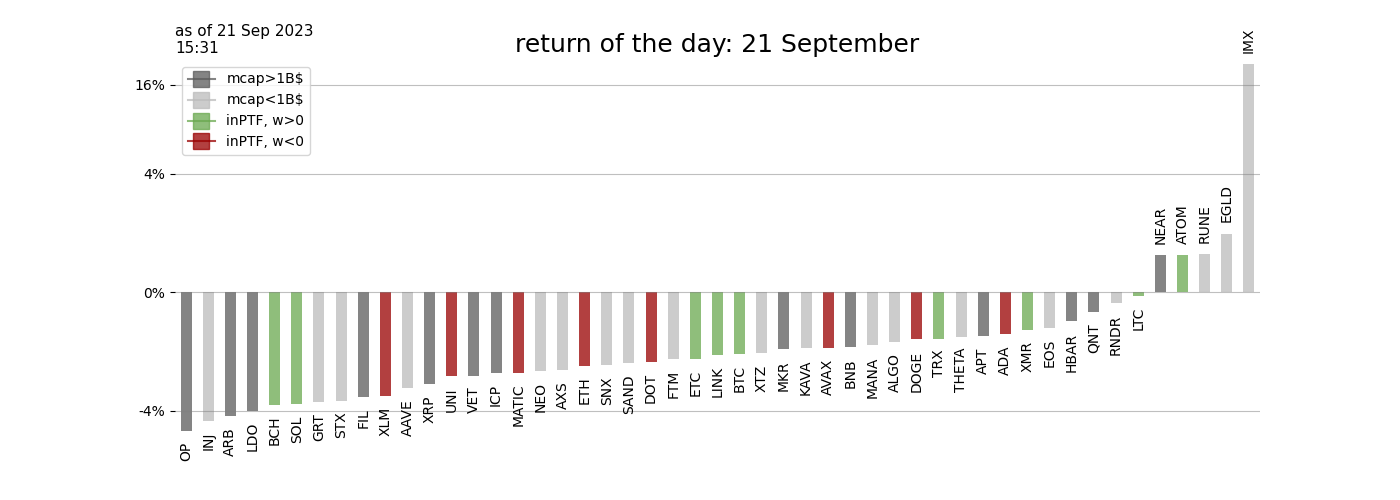 as of 21 Sep 2023
15:31
return of the day: 21 September
mcap>1B$
mcap<1B$
inPTF, w>0
inPTF, w<0
16%
4%
0%
-4%
OP
INJ
ARB
LDO
BCH
SOL
GRT
STX
FIL
XLM
AAVE
XRP
UNI
VET
ICP
MATIC
NEO
AXS
ETH
SNX
SAND
DOT
FTM
ETC
LINK
BTC
XTZ
MKR
KAVA
AVAX
BNB
MANA
ALGO
DOGE
TRX
THETA
APT
ADA
XMR
EOS
HBAR
QNT
RNDR
LTC
NEAR
ATOM
RUNE
EGLD
IMX